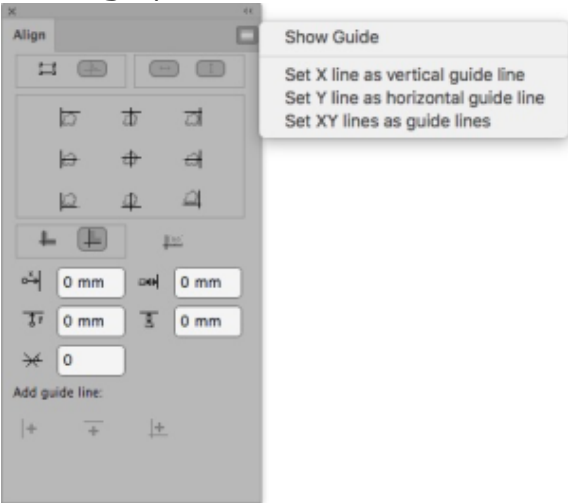 Align
Show Guide
Set X line as vertical guide line
Set Y line as horizontal guide line
Set XY lines as guide lines
0 mm
0 mm
0 mm
0 mm
0
Add guide line: